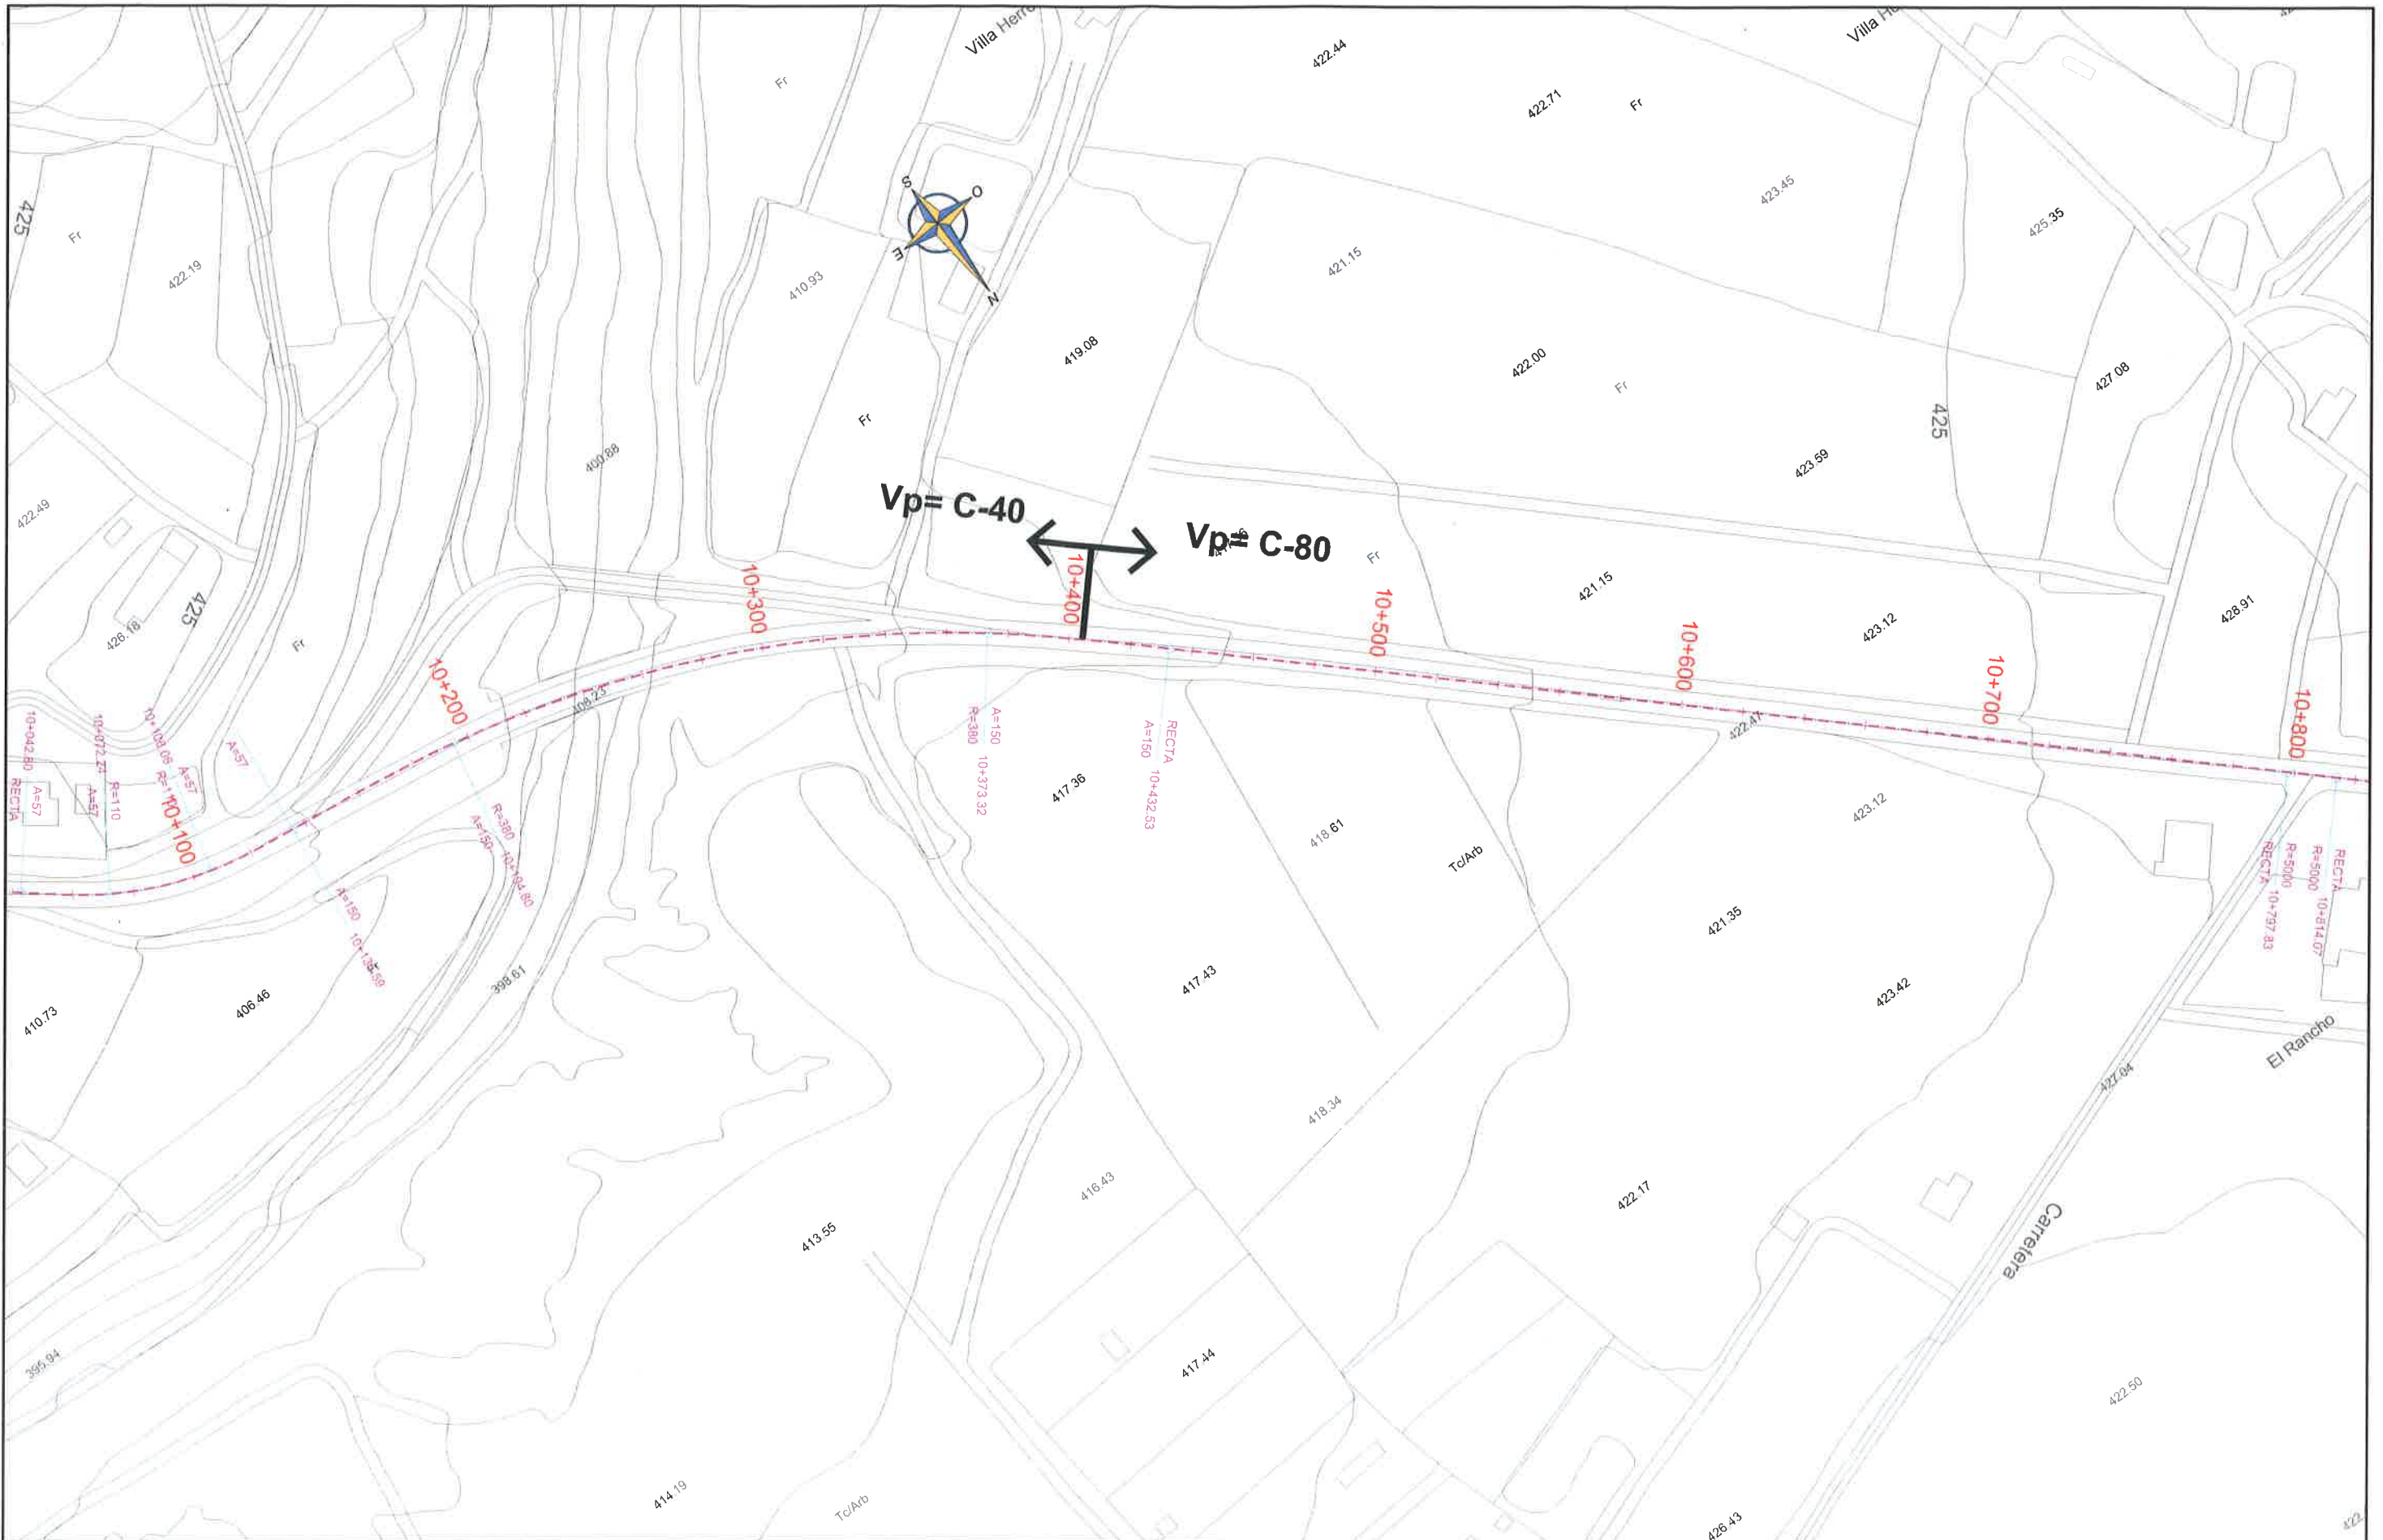 Villa Herre
422.44
422.71
Fr
Fr
423.45
425.35
425
Fr
422.19
S
O
E
N
410.93
421.15
419.08
422.00
Fr
427.08
425
Fr
400.88
423.59
422.49
Vp= C-40
Vp= C-80
Fr
10+300
10+400
10+500
10+600
10+700
10+800
421.15
423.12
428.91
425
426.18
Fr
10+200
408.23
422.47
10+042.80
RECTA
A=57
10+072.24
A=57
R=110
A=57
10+100
A=57
A=150
R=380
A=150
10+194.80
R=380
A=150
10+373.32
A=150
RECTA
10+432.53
417.36
418.61
Tc/Arb
423.12
RECTA
R=5000
10+797.83
R=5000
RECTA
10+814.07
421.35
423.42
417.43
398.61
406.46
410.73
El Rancho
427.04
418.34
416.43
422.17
413.55
Carretera
395.94
417.44
422.50
414.19
Tc/Arb
426.43
422